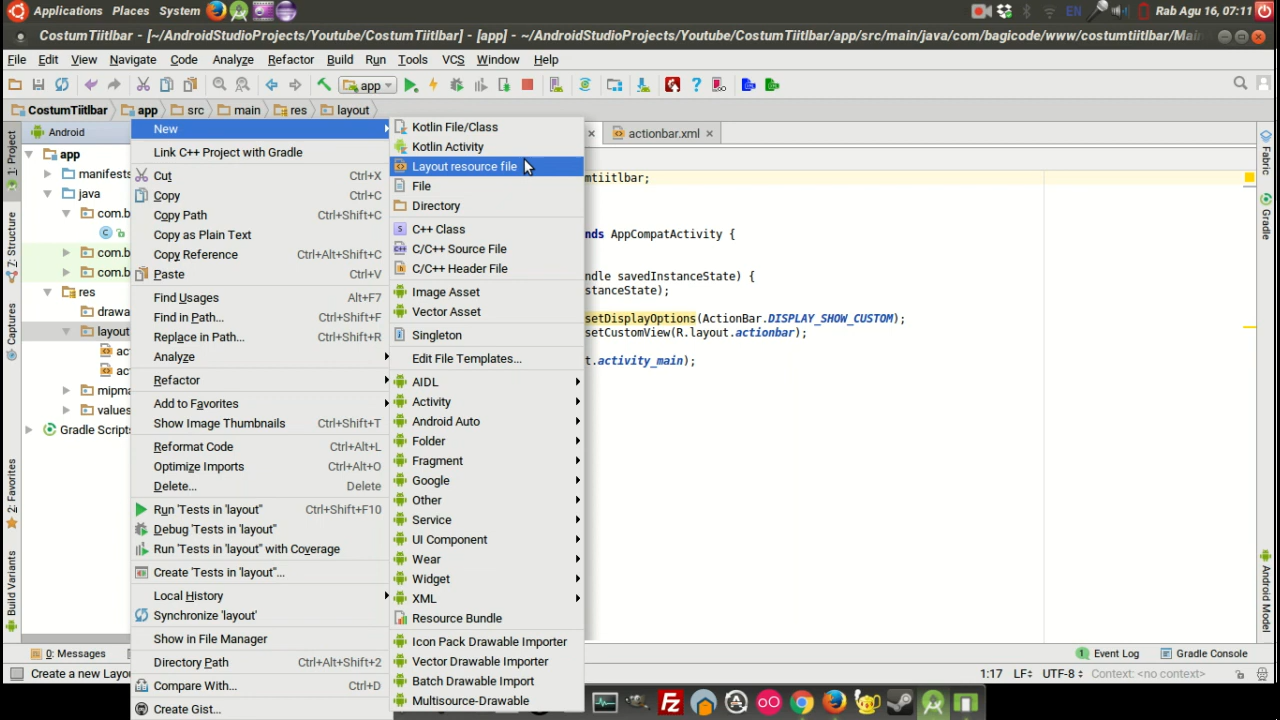 Applications Places System EN Rab Agu 16, 07:11
CostumTiitlbar - [~/AndroidStudioProjects/Youtube/CostumTiitlbar] - [app] - ~/AndroidStudioProjects/Youtube/CostumTiitlbar/app/src/main/java/com/bagicode/www/costumtiitlbar/Main
File Edit View Navigate Code Analyze Refactor Build Run Tools VCS Window Help
app
CostumTiitlbar app src main res layout
Android
actionbar.xml
1: Project
7: Structure
Captures
2: Favorites
Build Variants
Fabric
Gradle
Android Model
app
manifests
java
com.b
com.b
com.b
res
drawa
layout
ac
ac
mipma
values
Gradle Scripts
New
Link C++ Project with Gradle
Cut Ctrl+X
Copy Ctrl+C
Copy Path Ctrl+Shift+C
Copy as Plain Text
Copy Reference Ctrl+Alt+Shift+C
Paste Ctrl+V
Find Usages Alt+F7
Find in Path... Ctrl+Shift+F
Replace in Path... Ctrl+Shift+R
Analyze
Refactor
Add to Favorites
Show Image Thumbnails Ctrl+Shift+T
Reformat Code Ctrl+Alt+L
Optimize Imports Ctrl+Alt+O
Delete... Delete
Run 'Tests in 'layout'' Ctrl+Shift+F10
Debug 'Tests in 'layout''
Run 'Tests in 'layout'' with Coverage
Create 'Tests in 'layout''...
Local History
Synchronize 'layout'
Show in File Manager
Directory Path Ctrl+Alt+Shift+2
Compare With... Ctrl+D
Create Gist...
Kotlin File/Class
Kotlin Activity
Layout resource file
File
Directory
C++ Class
C/C++ Source File
C/C++ Header File
Image Asset
Vector Asset
Singleton
Edit File Templates...
AIDL
Activity
Android Auto
Folder
Fragment
Google
Other
Service
UI Component
Wear
Widget
XML
Resource Bundle
Icon Pack Drawable Importer
Vector Drawable Importer
Batch Drawable Import
Multisource-Drawable
mtiitlbar;
nds AppCompatActivity {
ndle savedInstanceState) {
stanceState);
setDisplayOptions(ActionBar.DISPLAY_SHOW_CUSTOM);
setCustomView(R.layout.actionbar);
t.activity_main);
0: Messages
1 Event Log Gradle Console
Create a new Layou
1:17 LF UTF-8 Context: <no context>